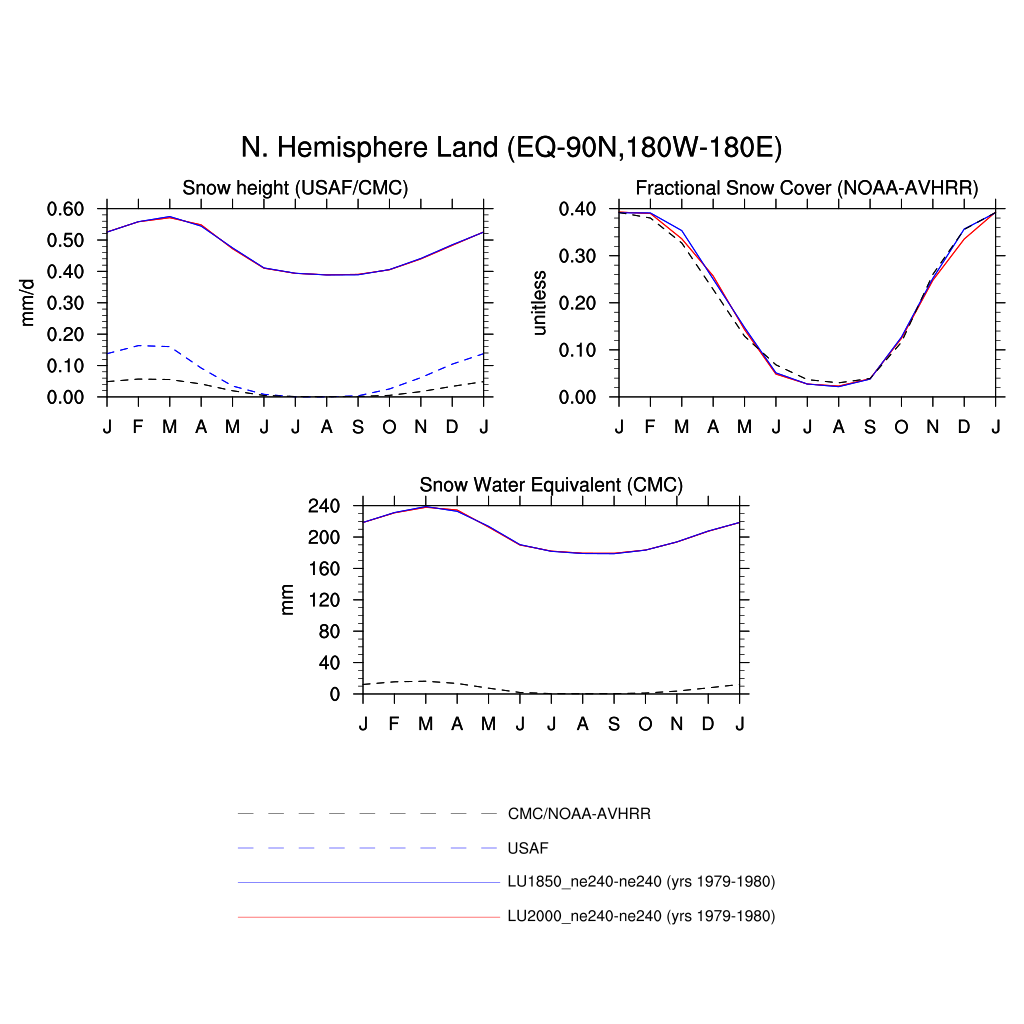 N. Hemisphere Land (EQ-90N,180W-180E)
Snow height (USAF/CMC)
mm/d
0.60
0.50
0.40
0.30
0.20
0.10
0.00
J F M A M J J A S O N D J
Fractional Snow Cover (NOAA-AVHRR)
unitless
0.40
0.30
0.20
0.10
0.00
J F M A M J J A S O N D J
Snow Water Equivalent (CMC)
mm
240
200
160
120
80
40
0
J F M A M J J A S O N D J
CMC/NOAA-AVHRR
USAF
LU1850_ne240-ne240 (yrs 1979-1980)
LU2000_ne240-ne240 (yrs 1979-1980)